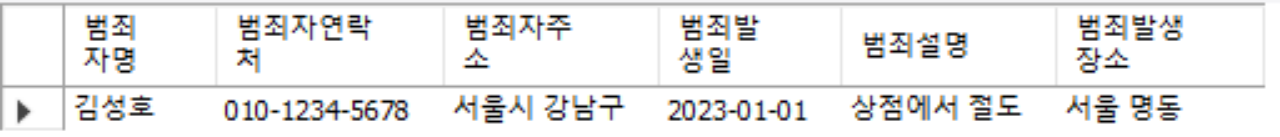 범죄자명 범죄자연락처 범죄자주소 범죄발생일 범죄설명 범죄발생장소
김성호 010-1234-5678 서울시 강남구 2023-01-01 상점에서 절도 서울 명동